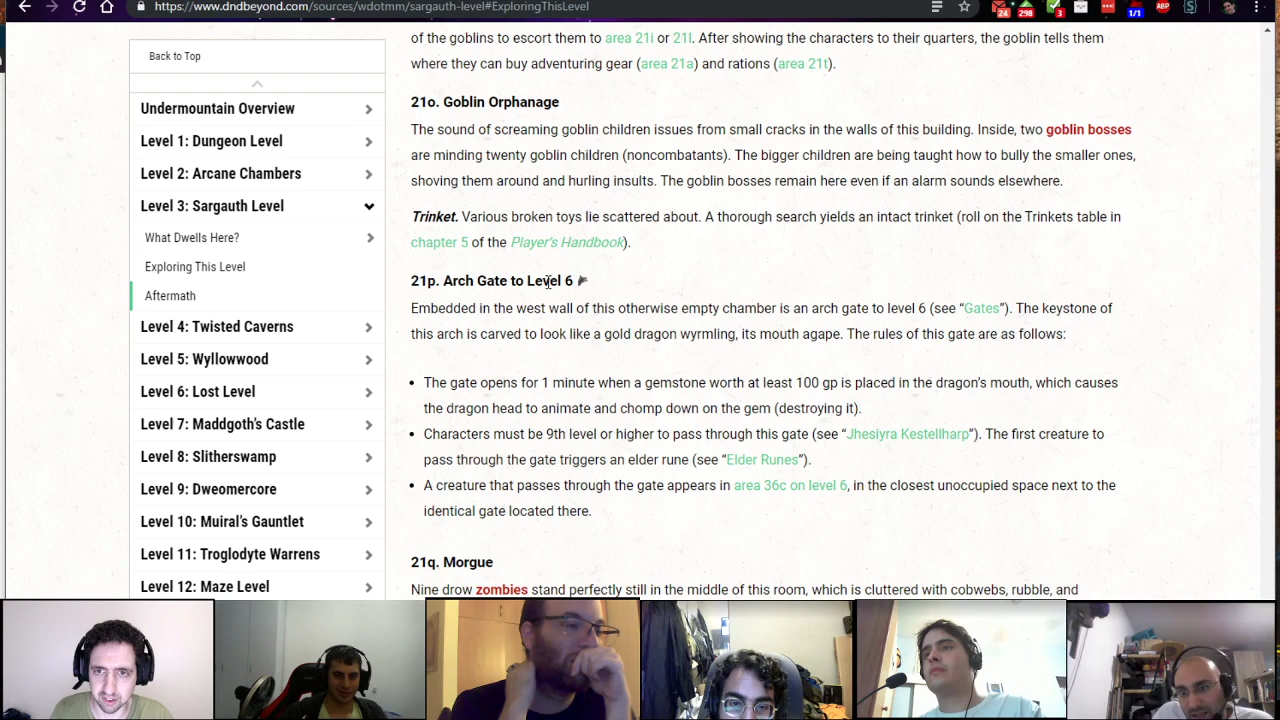 https://www.dndbeyond.com/sources/wdotmm/sargauth-level#ExploringThisLevel
24
298
3
1/1
ABP
S
Back to Top
Undermountain Overview
Level 1: Dungeon Level
Level 2: Arcane Chambers
Level 3: Sargauth Level
What Dwells Here?
Exploring This Level
Aftermath
Level 4: Twisted Caverns
Level 5: Wyllowwood
Level 6: Lost Level
Level 7: Maddgoth's Castle
Level 8: Slitherswamp
Level 9: Dweomercore
Level 10: Muiral's Gauntlet
Level 11: Troglodyte Warrens
Level 12: Maze Level
of the goblins to escort them to area 21i or 21l. After showing the characters to their quarters, the goblin tells them
where they can buy adventuring gear (area 21a) and rations (area 21t).
21o. Goblin Orphanage
The sound of screaming goblin children issues from small cracks in the walls of this building. Inside, two goblin bosses
are minding twenty goblin children (noncombatants). The bigger children are being taught how to bully the smaller ones,
shoving them around and hurling insults. The goblin bosses remain here even if an alarm sounds elsewhere.
Trinket. Various broken toys lie scattered about. A thorough search yields an intact trinket (roll on the Trinkets table in
chapter 5 of the Player's Handbook).
21p. Arch Gate to Level 6
Embedded in the west wall of this otherwise empty chamber is an arch gate to level 6 (see “Gates”). The keystone of
this arch is carved to look like a gold dragon wyrmling, its mouth agape. The rules of this gate are as follows:
• The gate opens for 1 minute when a gemstone worth at least 100 gp is placed in the dragon's mouth, which causes
the dragon head to animate and chomp down on the gem (destroying it).
• Characters must be 9th level or higher to pass through this gate (see “Jhesiyra Kestellharp”). The first creature to
pass through the gate triggers an elder rune (see “Elder Runes”).
• A creature that passes through the gate appears in area 36c on level 6, in the closest unoccupied space next to the
identical gate located there.
21q. Morgue
Nine drow zombies stand perfectly still in the middle of this room, which is cluttered with cobwebs, rubble, and